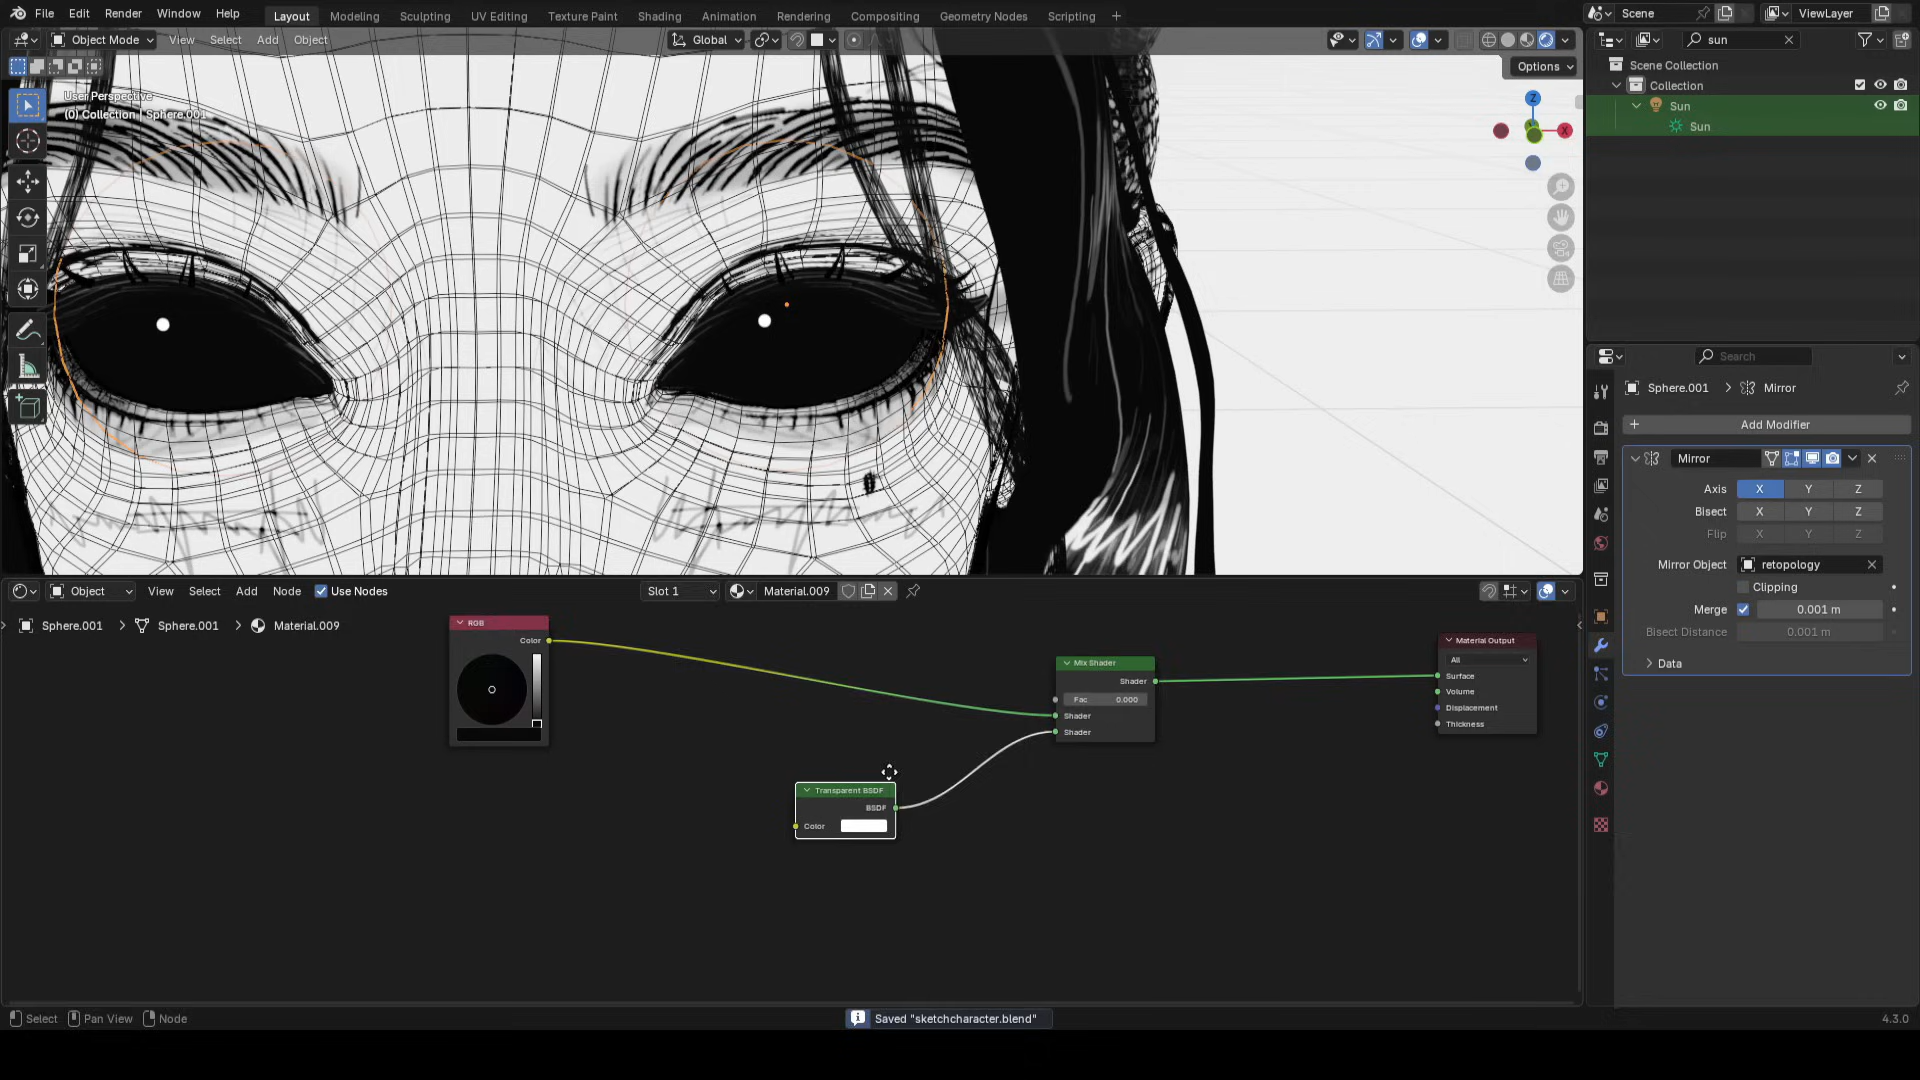 File Edit Render Window Help Layout Modeling Sculpting UV Editing Texture Paint Shading Animation Rendering Compositing Geometry Nodes Scripting + Scene ViewLayer
Object Mode View Select Add Object Global sun
Options
User Perspective
(0) Collection | Sphere.001
Z
X
Scene Collection
Collection
Sun
Sun
Search
Sphere.001 > Mirror
+ Add Modifier
Mirror
Axis X Y Z
Bisect X Y Z
Flip X Y Z
Mirror Object retopology
Clipping
Merge 0.001 m
Bisect Distance 0.001 m
Data
Object View Select Add Node Use Nodes Slot 1 Material.009
Sphere.001 > Sphere.001 > Material.009
RGB
Color
Mix Shader
Shader
Fac 0.000
Shader
Shader
Transparent BSDF
BSDF
Color
Material Output
All
Surface
Volume
Displacement
Thickness
Select Pan View Node Saved "sketchcharacter.blend" 4.3.0